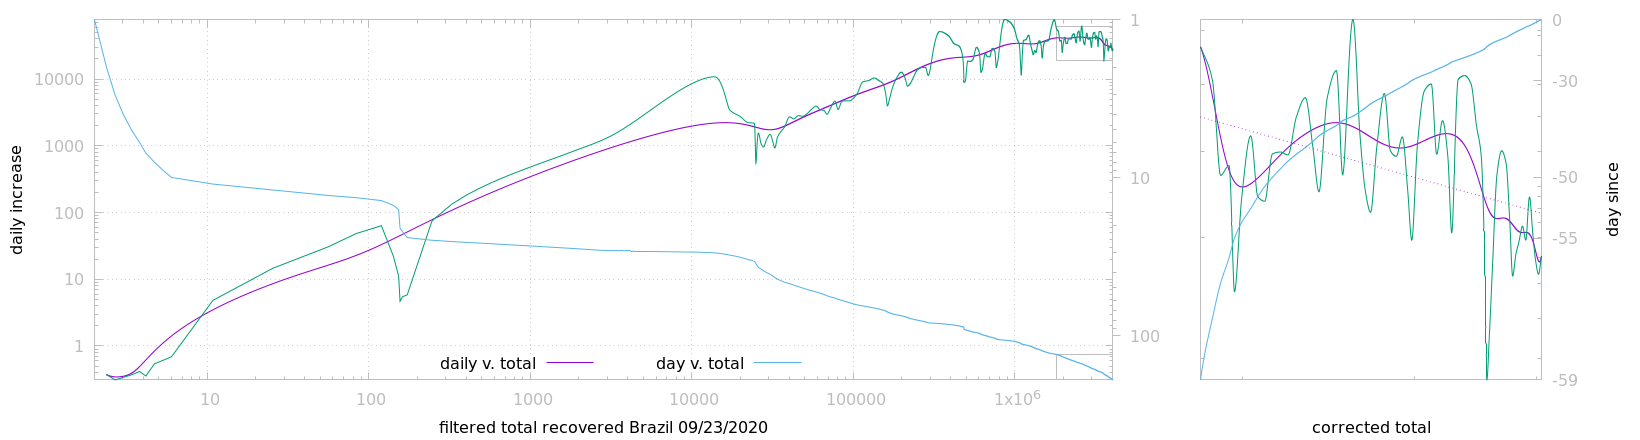 daily increase
10000
1000
100
10
1
10
100
1000
10000
100000
1x10^6
1
10
100
daily v. total
day v. total
filtered total recovered Brazil 09/23/2020
0
-30
-50
-55
-59
day since
corrected total